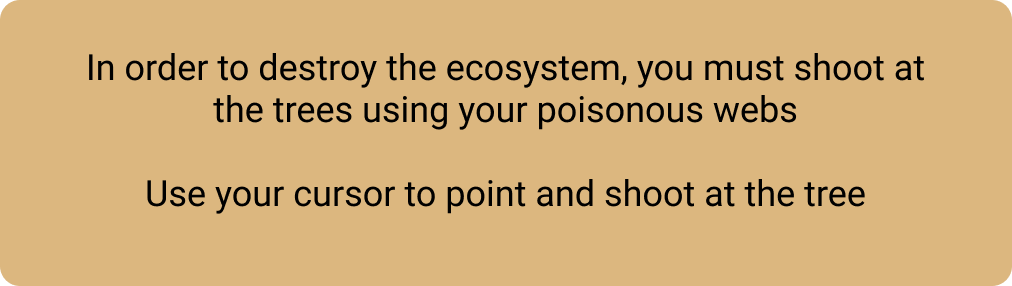 In order to destroy the ecosystem, you must shoot at
the trees using your poisonous webs
Use your cursor to point and shoot at the tree